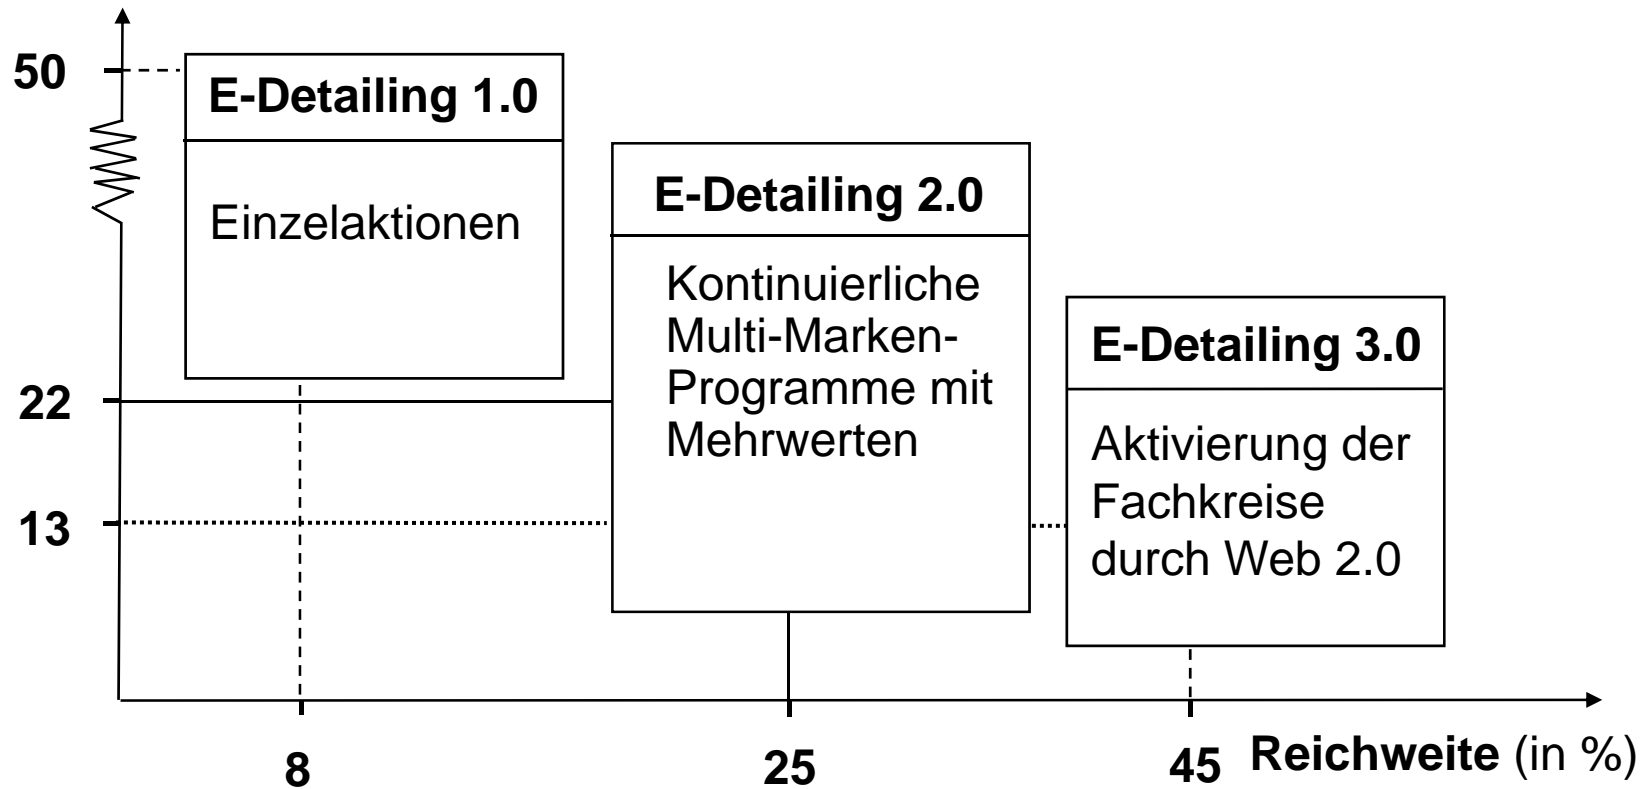 50
E-Detailing 1.0
Einzelaktionen
E-Detailing 2.0
Kontinuierliche
Multi-Marken-
Programme mit
Mehrwerten
E-Detailing 3.0
Aktivierung der
Fachkreise
durch Web 2.0
22
13
8
25
45
Reichweite (in %)